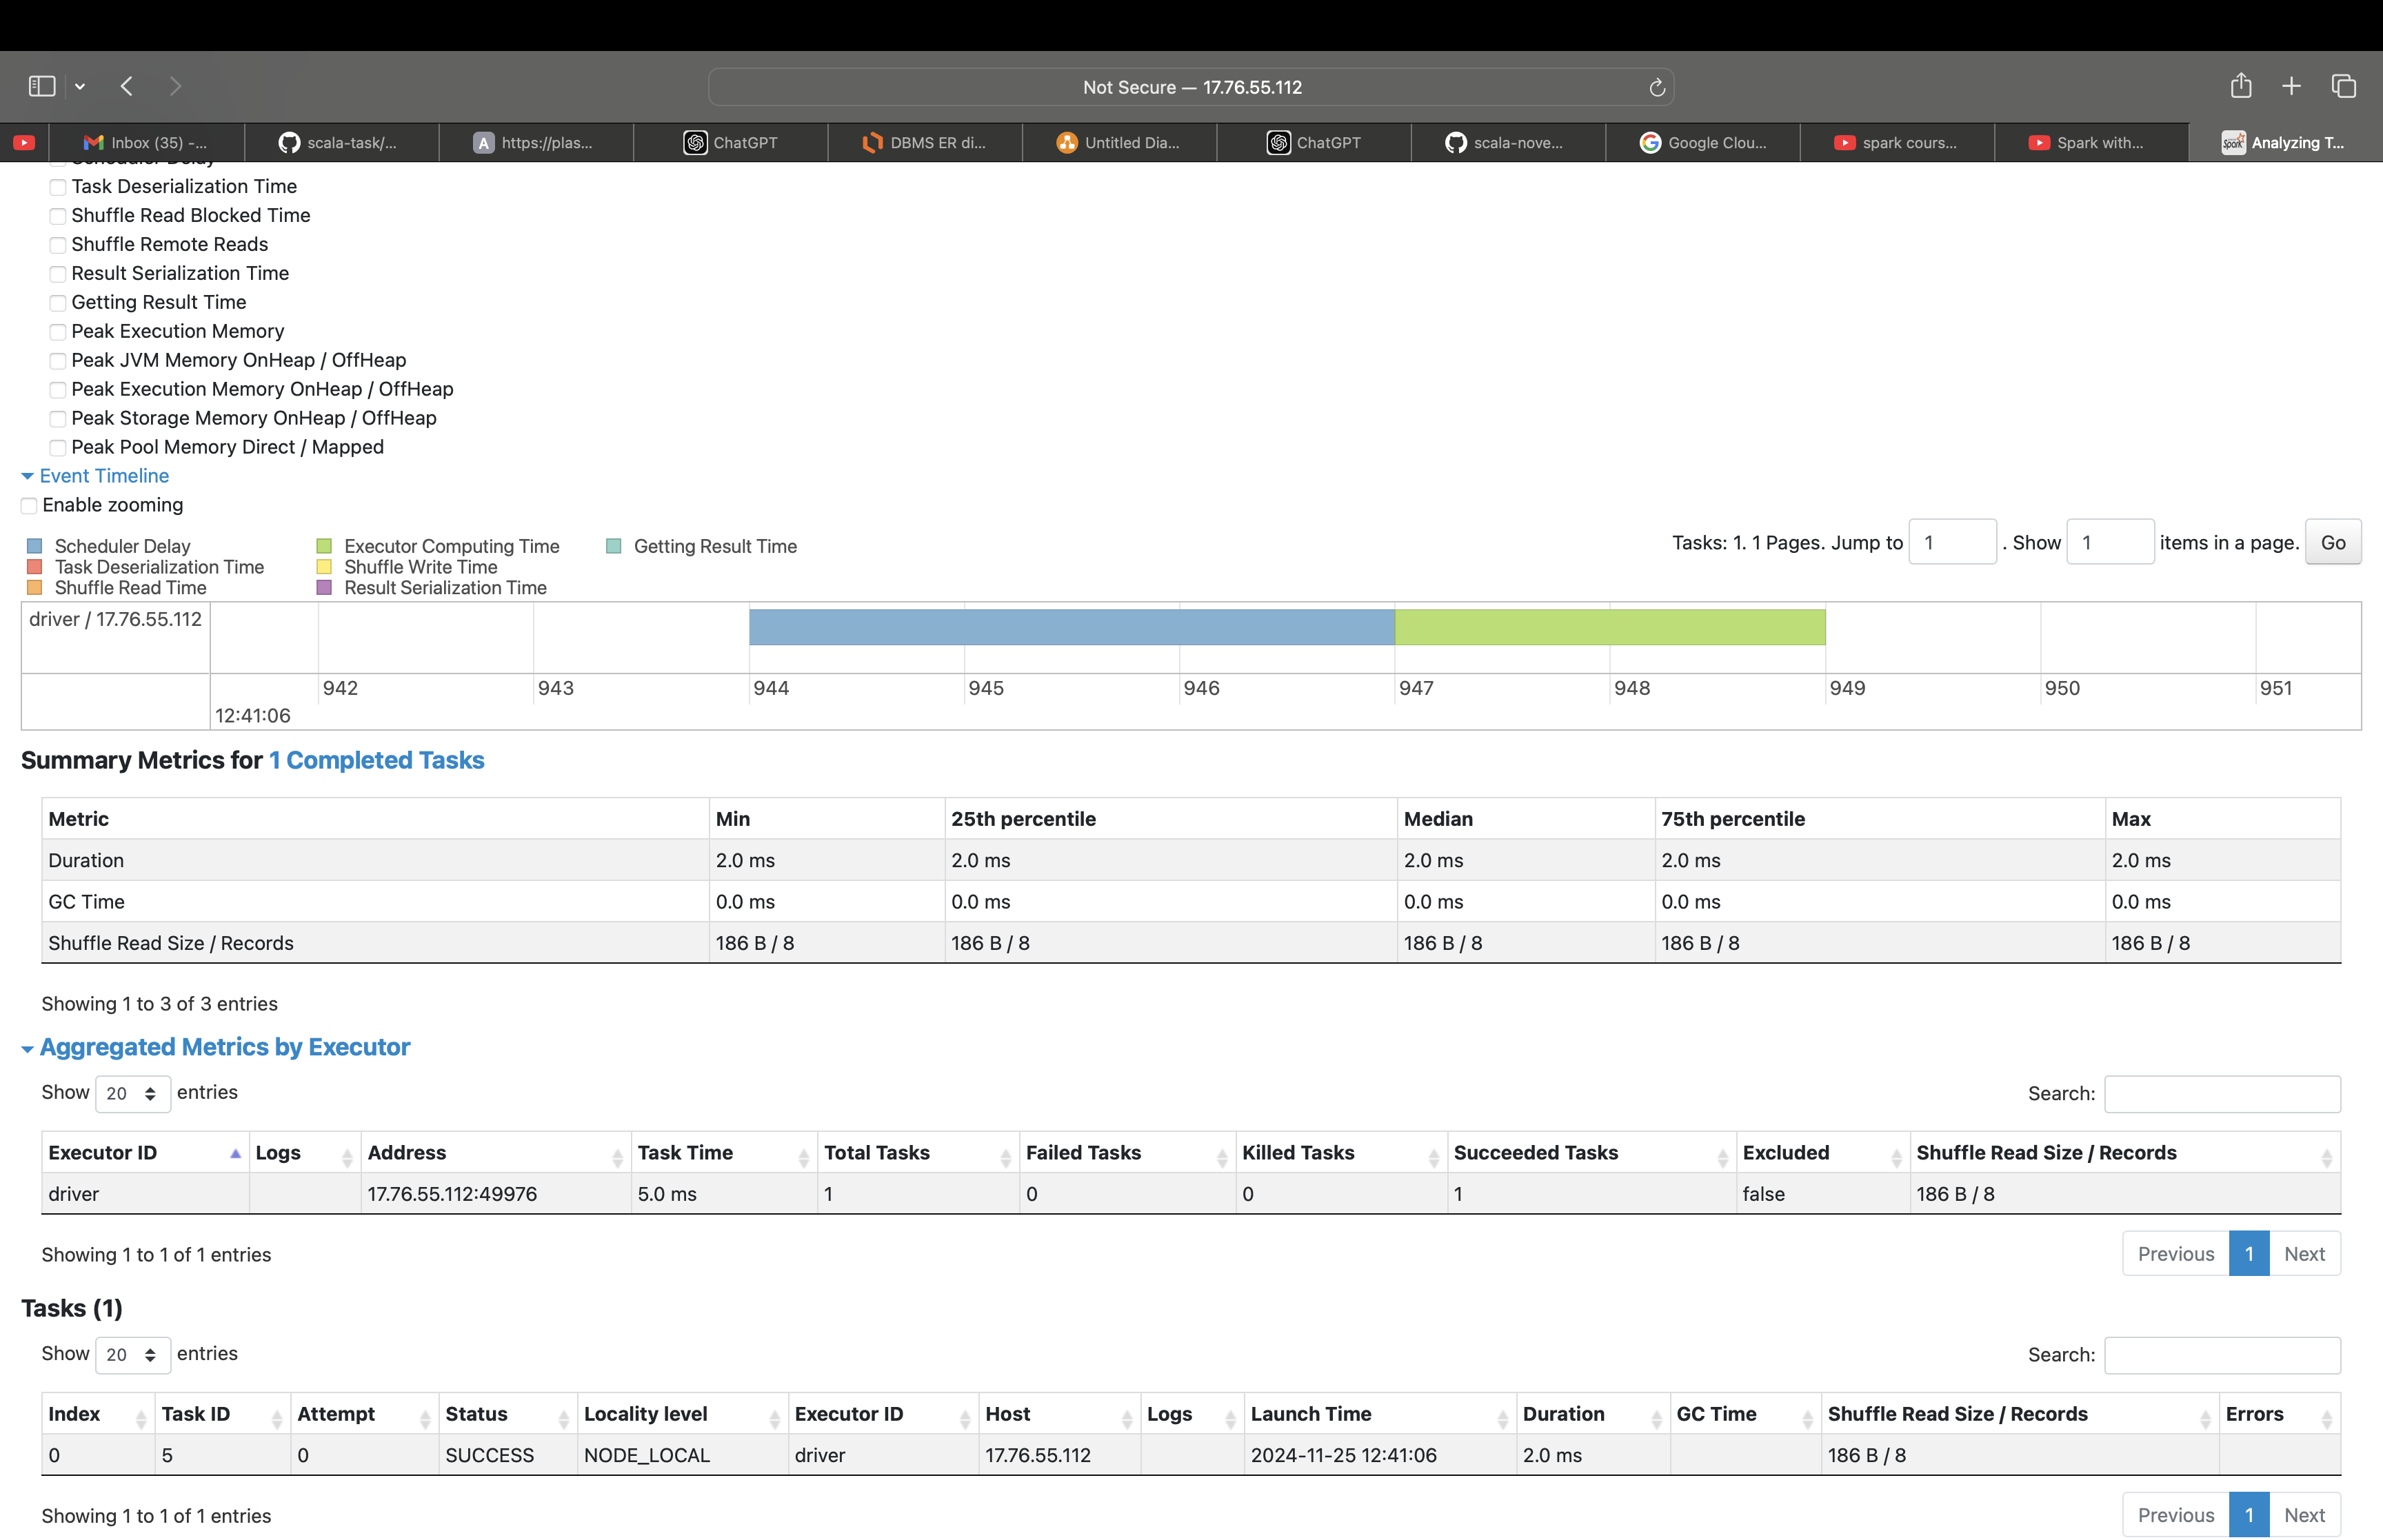 Not Secure — 17.76.55.112
Inbox (35) -...
scala-task/...
A https://plas...
ChatGPT
DBMS ER di...
Untitled Dia...
ChatGPT
scala-nove...
Google Clou...
spark cours...
Spark with...
Spark Analyzing T...
Scheduler Delay
Task Deserialization Time
Shuffle Read Blocked Time
Shuffle Remote Reads
Result Serialization Time
Getting Result Time
Peak Execution Memory
Peak JVM Memory OnHeap / OffHeap
Peak Execution Memory OnHeap / OffHeap
Peak Storage Memory OnHeap / OffHeap
Peak Pool Memory Direct / Mapped
Event Timeline
Enable zooming
Scheduler Delay Executor Computing Time Getting Result Time
Task Deserialization Time Shuffle Write Time
Shuffle Read Time Result Serialization Time
Tasks: 1. 1 Pages. Jump to 1 . Show 1 items in a page. Go
driver / 17.76.55.112
942 943 944 945 946 947 948 949 950 951
12:41:06
Summary Metrics for 1 Completed Tasks
Metric Min 25th percentile Median 75th percentile Max
Duration 2.0 ms 2.0 ms 2.0 ms 2.0 ms 2.0 ms
GC Time 0.0 ms 0.0 ms 0.0 ms 0.0 ms 0.0 ms
Shuffle Read Size / Records 186 B / 8 186 B / 8 186 B / 8 186 B / 8 186 B / 8
Showing 1 to 3 of 3 entries
Aggregated Metrics by Executor
Show 20 entries Search:
Executor ID Logs Address Task Time Total Tasks Failed Tasks Killed Tasks Succeeded Tasks Excluded Shuffle Read Size / Records
driver 17.76.55.112:49976 5.0 ms 1 0 0 1 false 186 B / 8
Showing 1 to 1 of 1 entries Previous 1 Next
Tasks (1)
Show 20 entries Search:
Index Task ID Attempt Status Locality level Executor ID Host Logs Launch Time Duration GC Time Shuffle Read Size / Records Errors
0 5 0 SUCCESS NODE_LOCAL driver 17.76.55.112 2024-11-25 12:41:06 2.0 ms 186 B / 8
Showing 1 to 1 of 1 entries Previous 1 Next